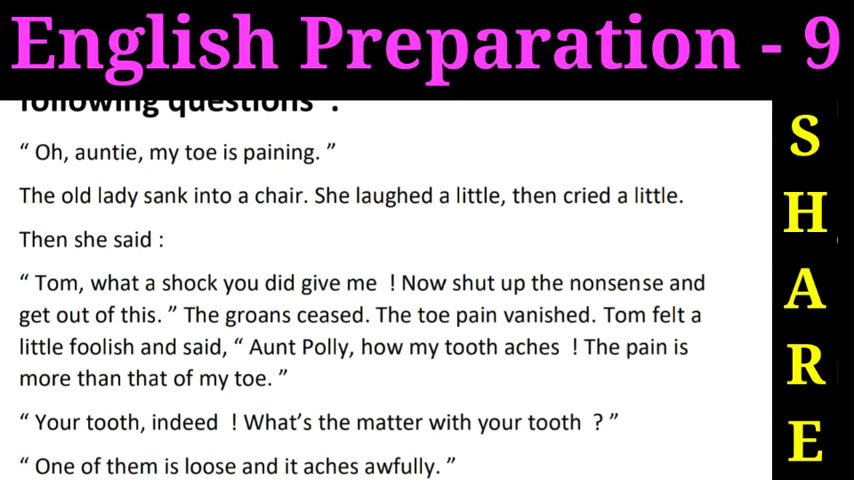 English Preparation - 9
following questions :
“ Oh, auntie, my toe is paining. ”
The old lady sank into a chair. She laughed a little, then cried a little.
Then she said :
“ Tom, what a shock you did give me ! Now shut up the nonsense and
get out of this. ” The groans ceased. The toe pain vanished. Tom felt a
little foolish and said, “ Aunt Polly, how my tooth aches ! The pain is
more than that of my toe. ”
“ Your tooth, indeed ! What’s the matter with your tooth ? ”
“ One of them is loose and it aches awfully. ”
S
H
A
R
E